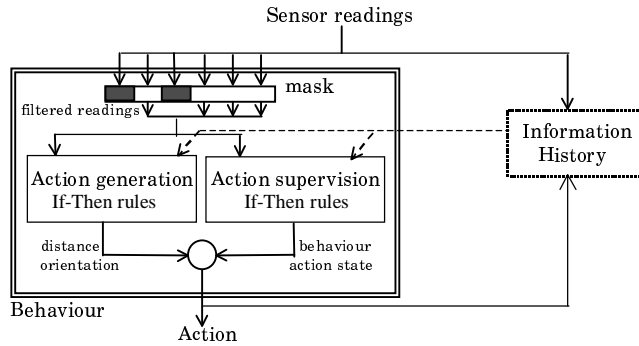 Sensor readings
mask
filtered readings
Information
History
Action generation
If-Then rules
Action supervision
If-Then rules
distance
orientation
behaviour
action state
Behaviour
Action